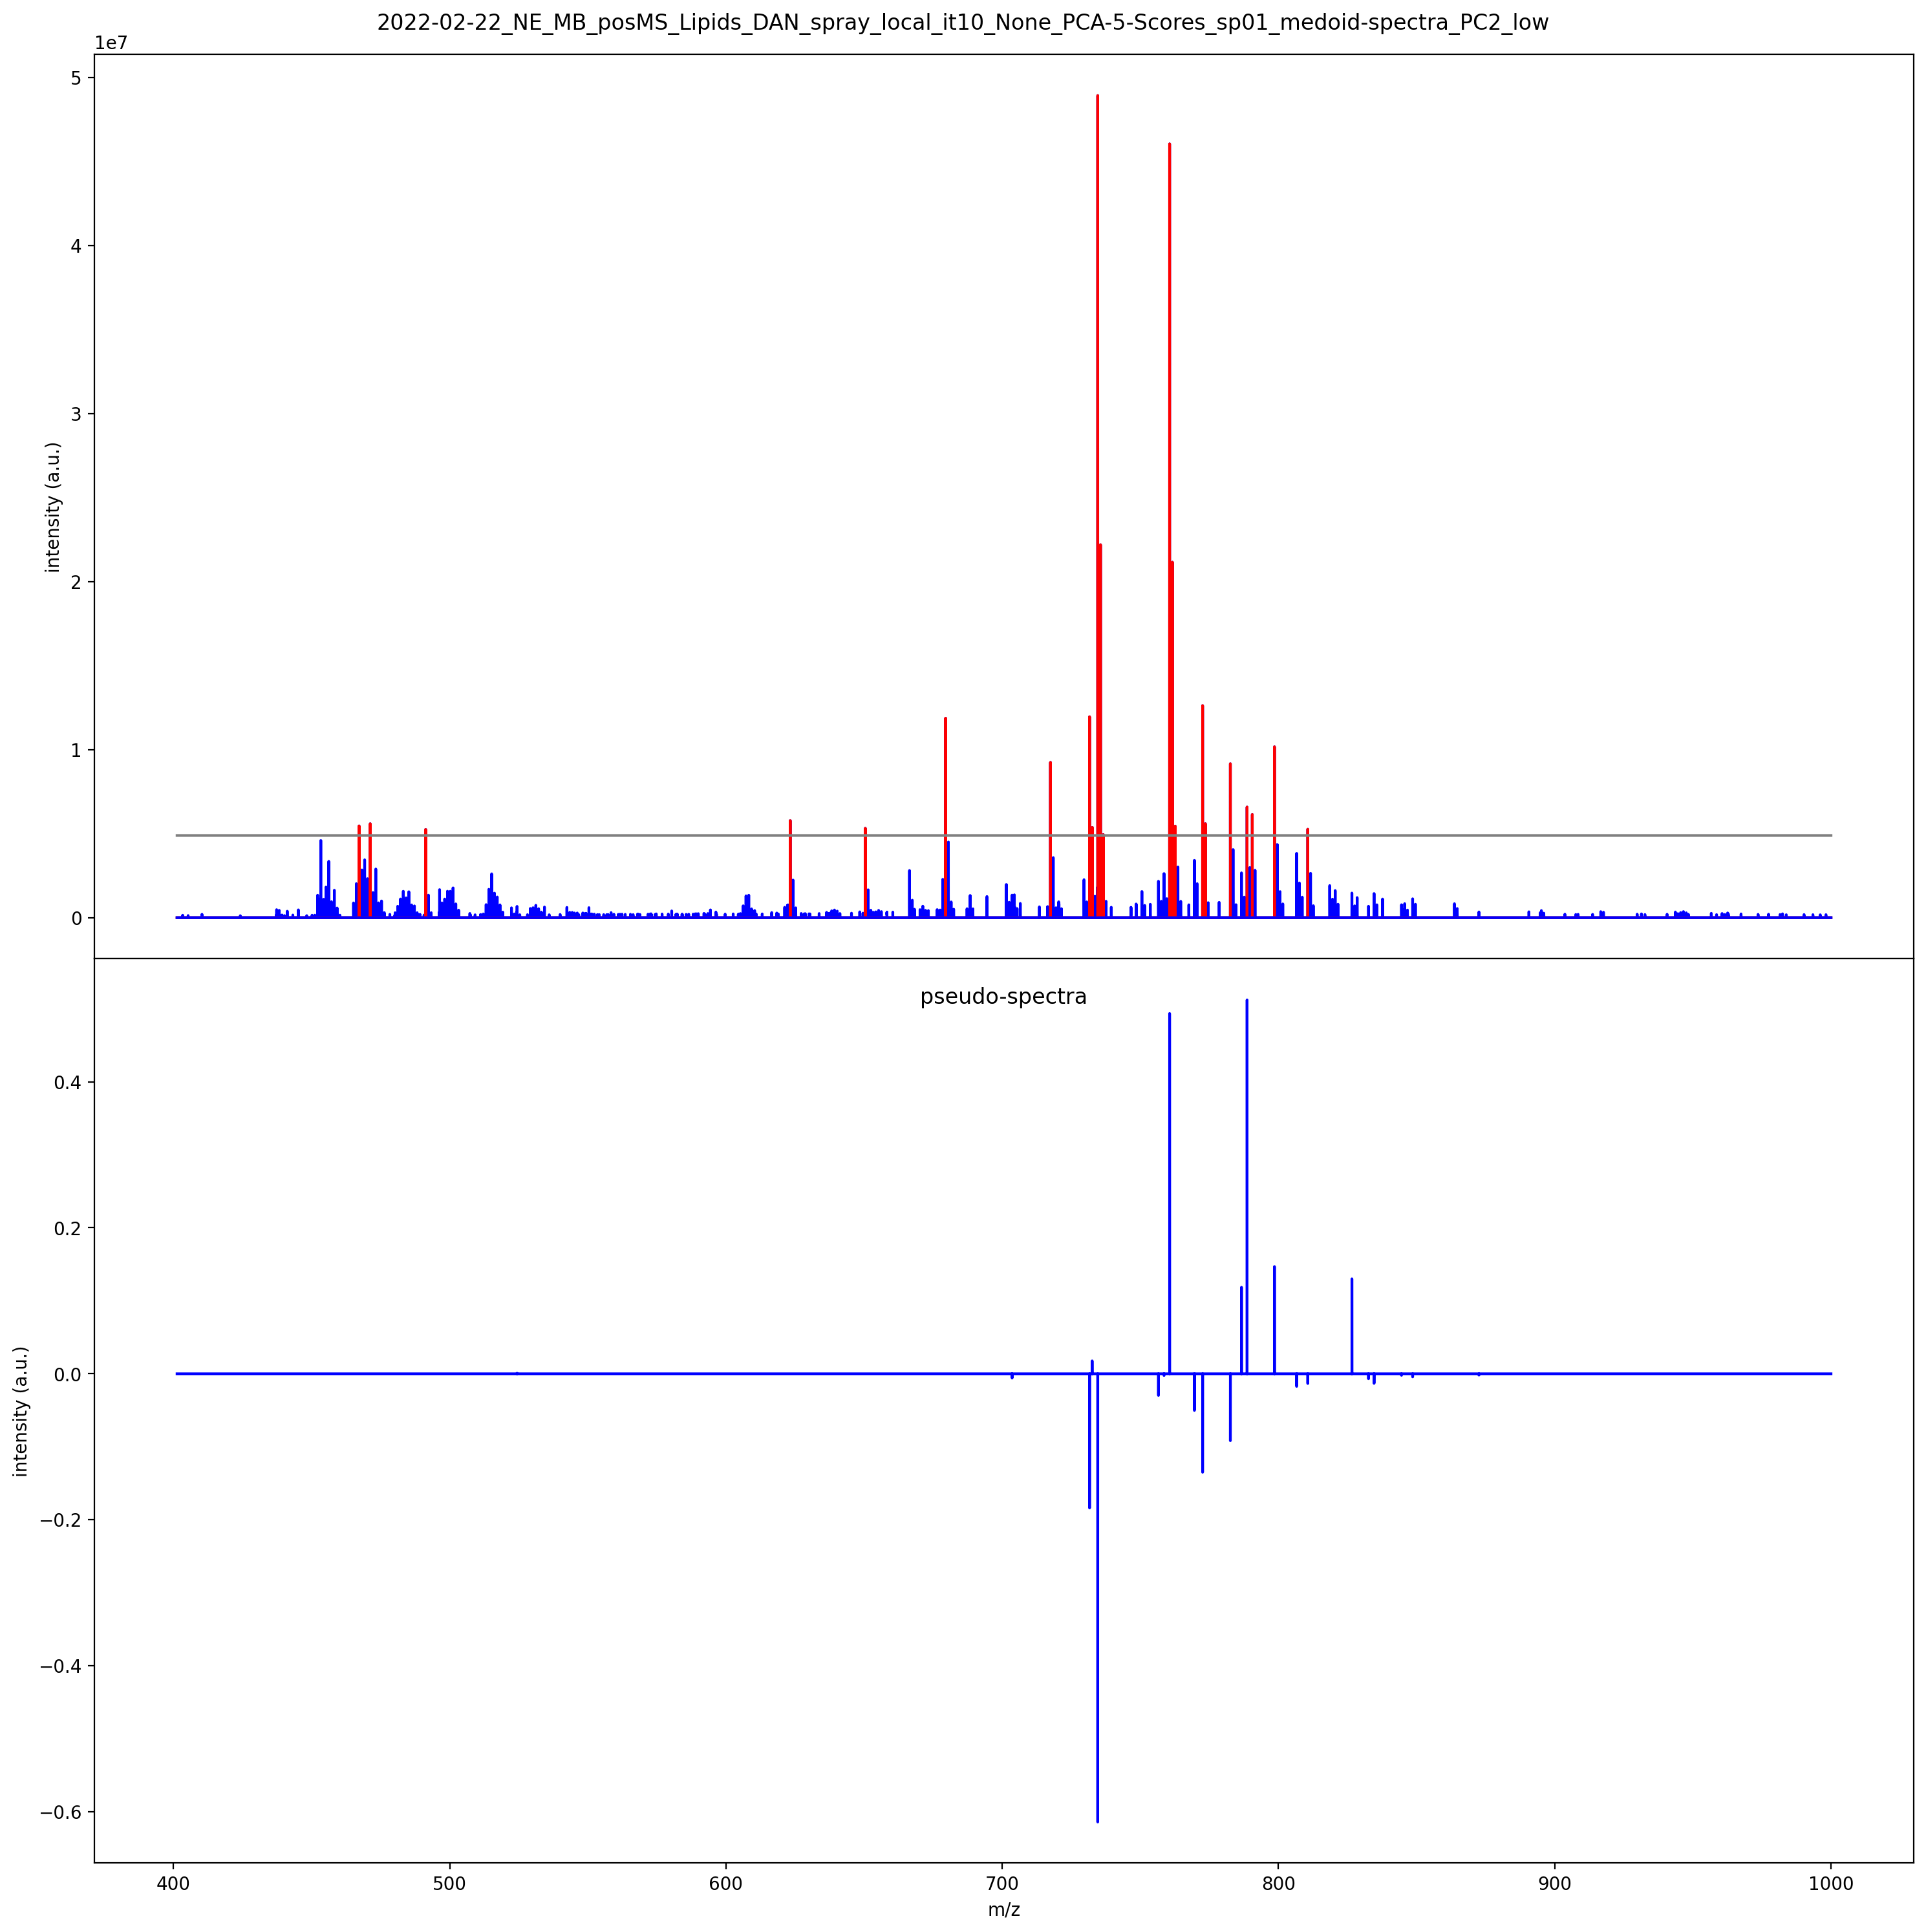 2022-02-22_NE_MB_posMS_Lipids_DAN_spray_local_it10_None_PCA-5-Scores_sp01_medoid-spectra_PC2_low
1e7
5
4
3
2
1
0
intensity (a.u.)
pseudo-spectra
0.4
0.2
0.0
−0.2
−0.4
−0.6
intensity (a.u.)
400 500 600 700 800 900 1000
m/z